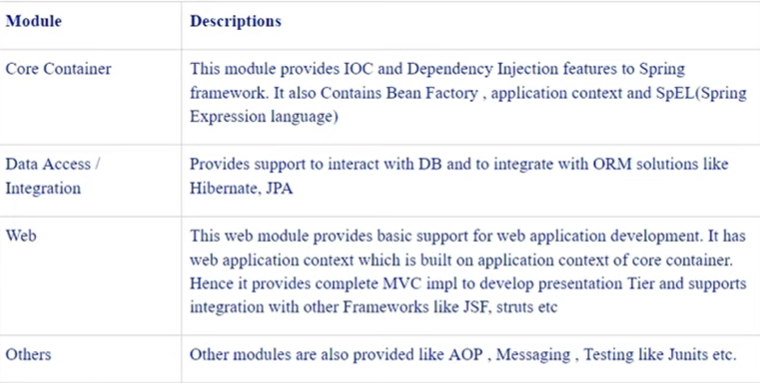 Module Descriptions
Core Container This module provides IOC and Dependency Injection features to Spring
framework. It also Contains Bean Factory , application context and SpEL(Spring
Expression language)
Data Access / Provides support to interact with DB and to integrate with ORM solutions like
Integration Hibernate, JPA
Web This web module provides basic support for web application development. It has
web application context which is built on application context of core container.
Hence it provides complete MVC impl to develop presentation Tier and supports
integration with other Frameworks like JSF, struts etc
Others Other modules are also provided like AOP , Messaging , Testing like Junits etc.